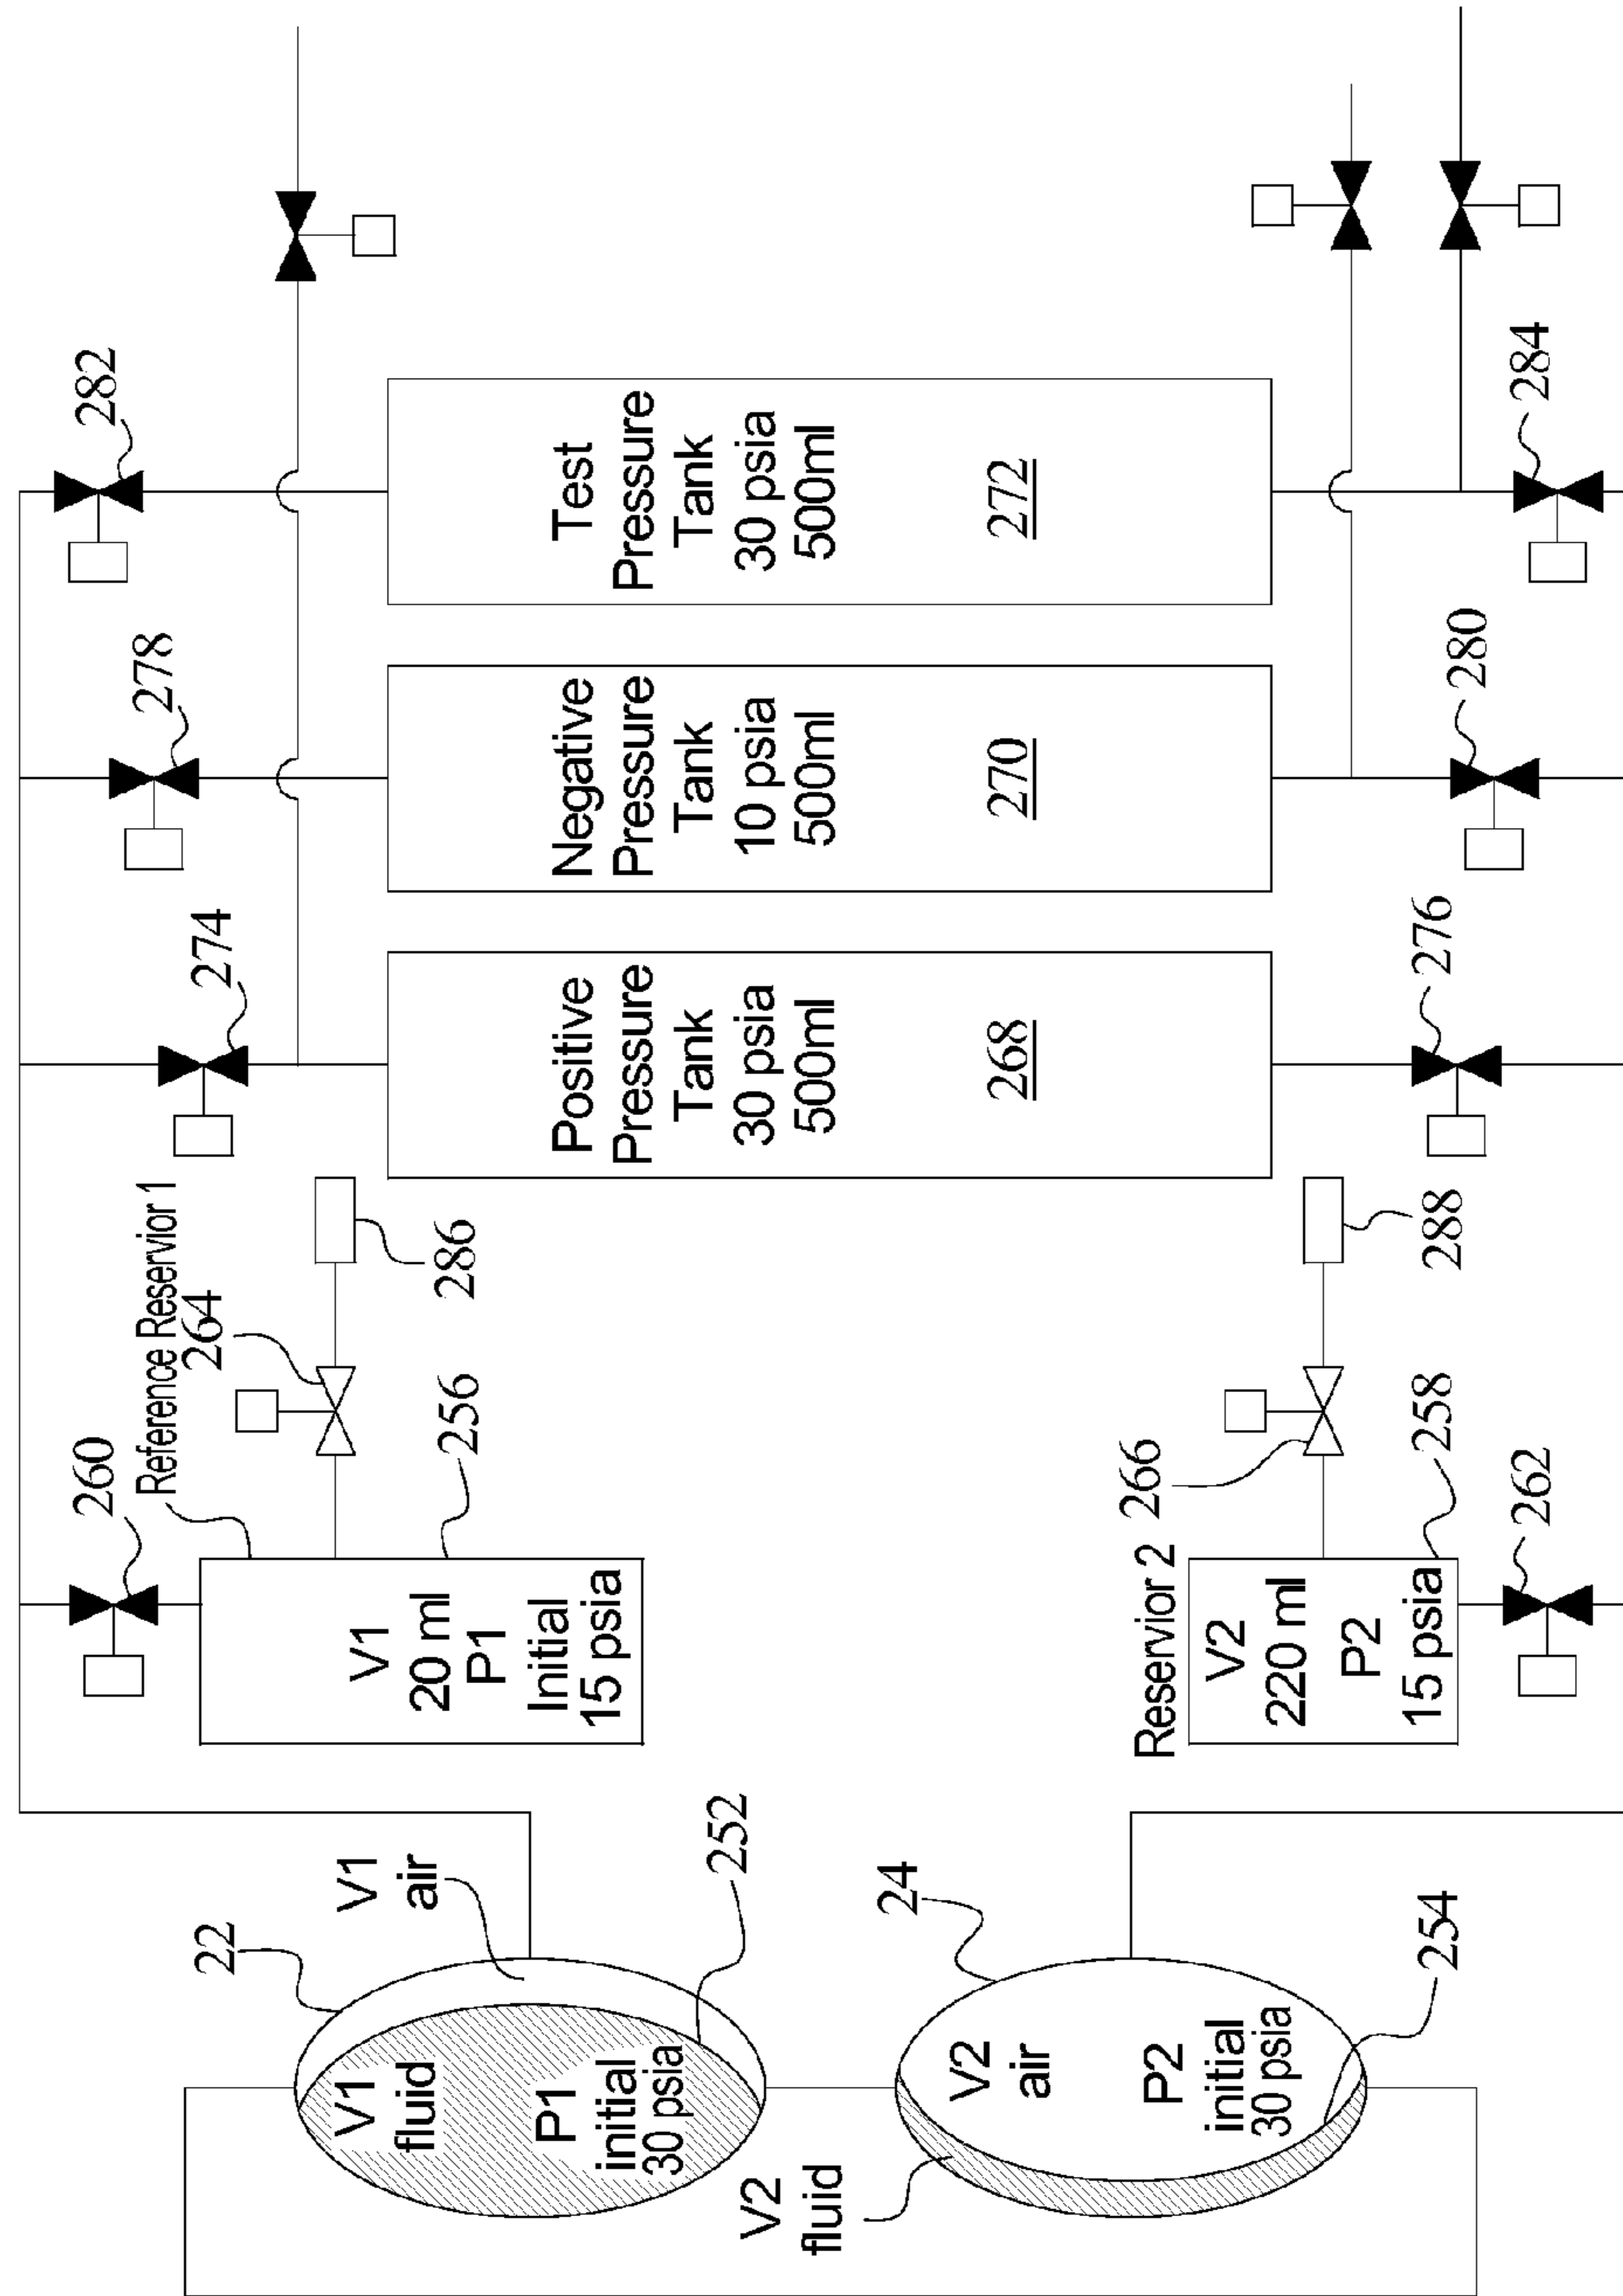 282
278
274
Reference Reservior 1
264
260
286
256
V1
20 ml
P1
Initial
15 psia
Test
Pressure
Tank
30 psia
500ml
272
Negative
Pressure
Tank
10 psia
500ml
270
Positive
Pressure
Tank
30 psia
500ml
268
284
280
276
288
266
258
262
Reservior 2
V2
220 ml
P2
15 psia
22
V1
air
252
V1
fluid
P1
initial
30 psia
24
254
V2
air
P2
initial
30 psia
V2
fluid